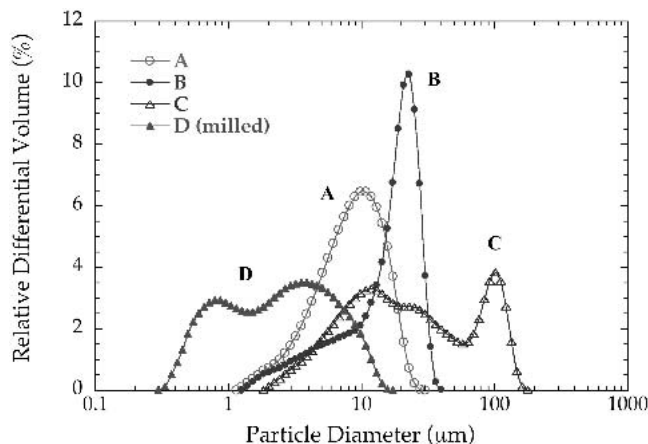 Relative Differential Volume (%)
12
10
8
6
4
2
0
A
B
C
D (milled)
B
A
C
D
0.1
1
10
100
1000
Particle Diameter (μm)